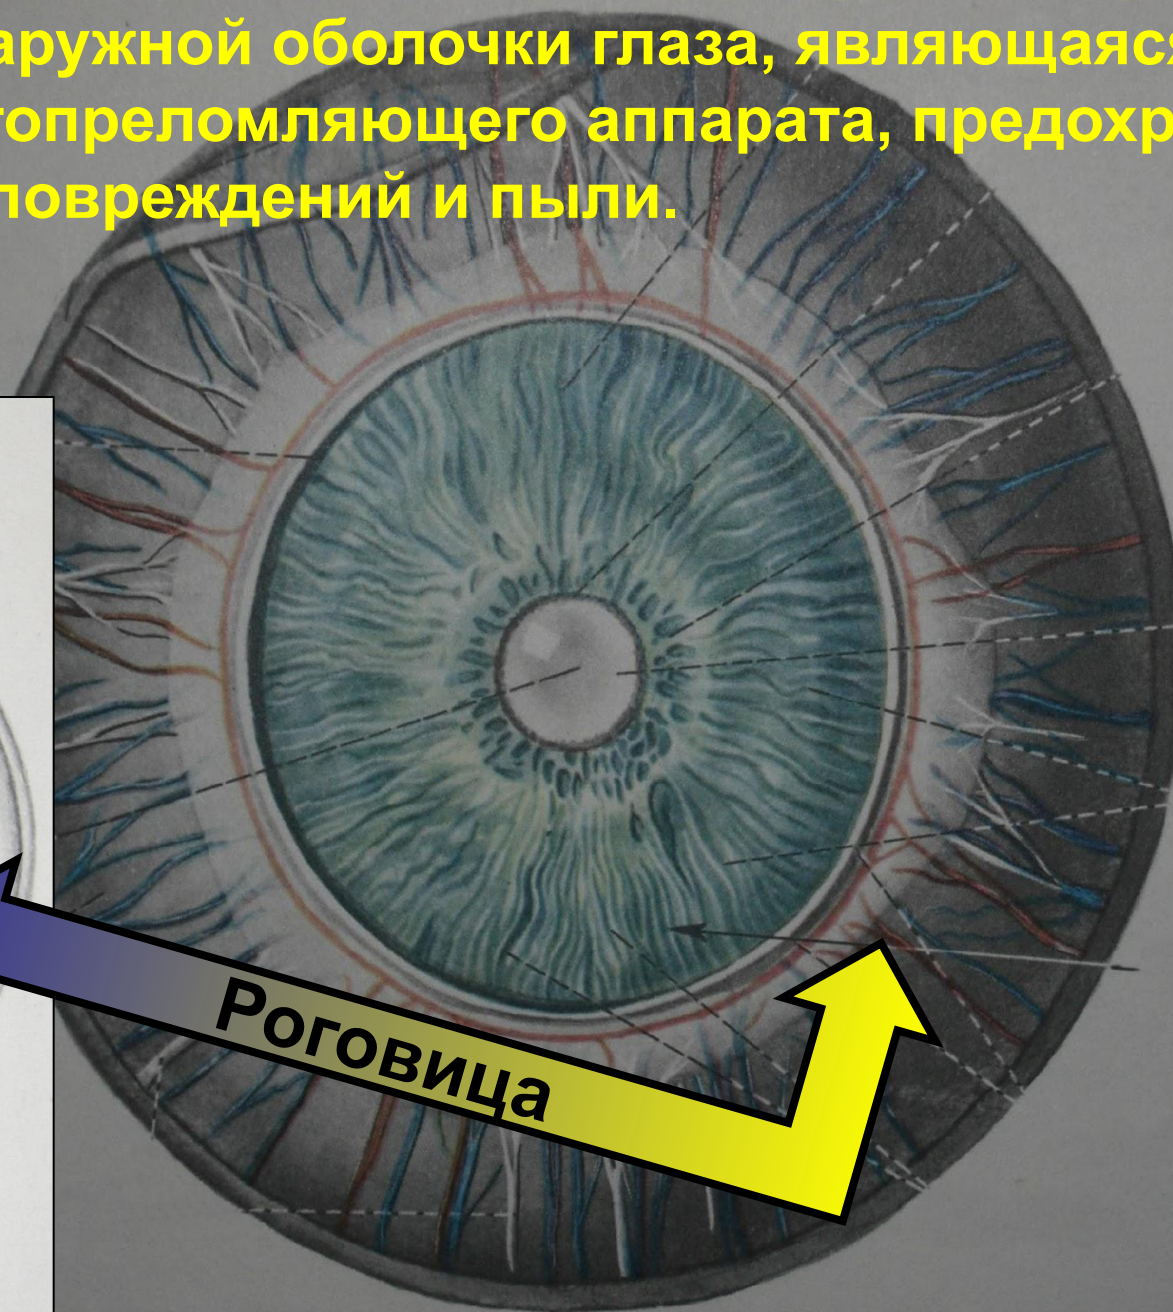 аружной оболочки глаза, являющаяся
топреломляющего аппарата, предохр
повреждений и пыли.
Роговица